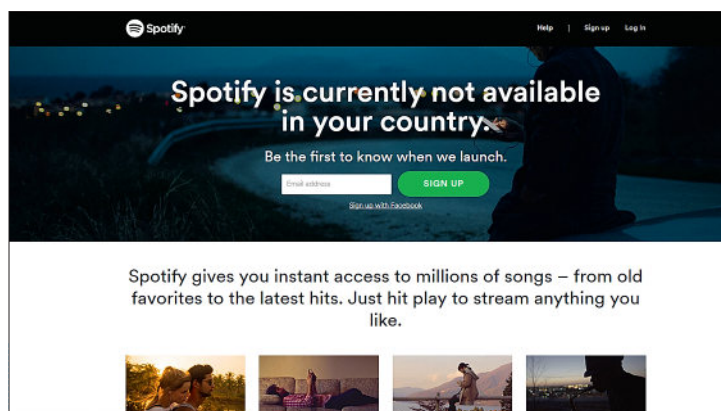 Spotify
Help | Sign up Log In
Spotify is currently not available
in your country.
Be the first to know when we launch.
Email address SIGN UP
Sign up with Facebook
Spotify gives you instant access to millions of songs – from old
favorites to the latest hits. Just hit play to stream anything you
like.